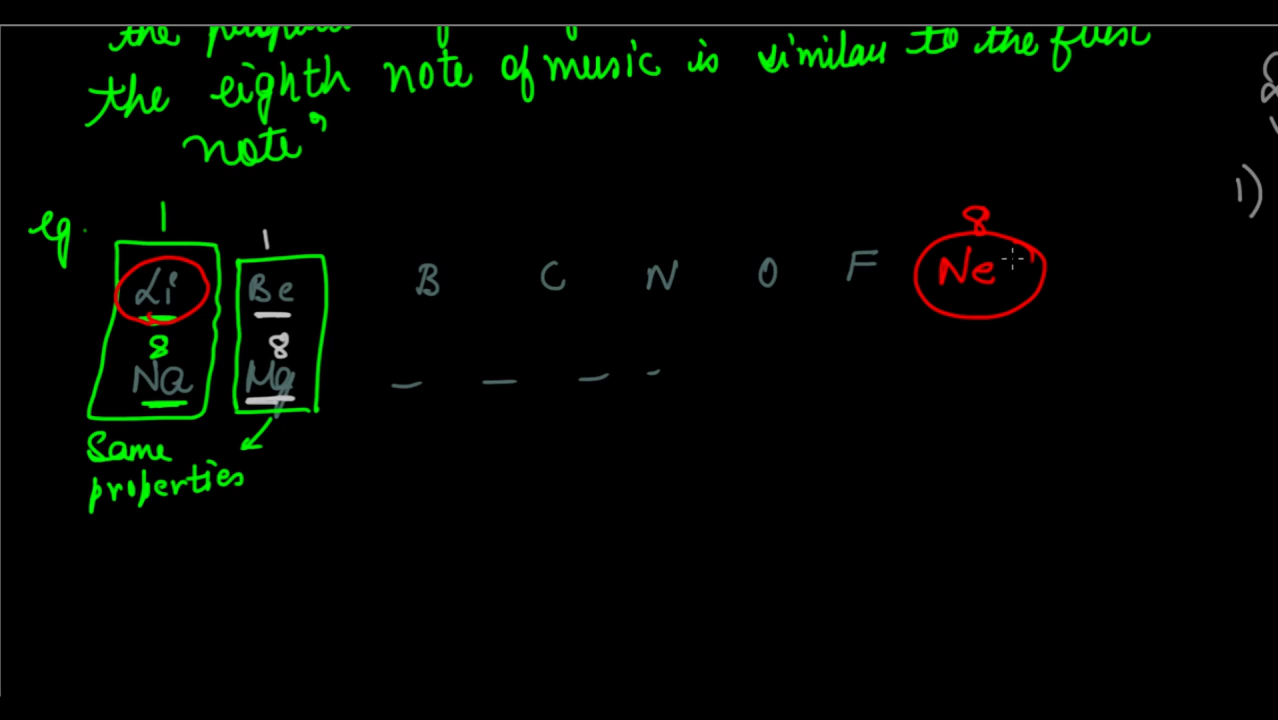 the
the eighth note of music is similar to the first
note"
1)
eg. 1 1 8
Li Be B C N O F Ne
8 8
Na Mg
Same
properties